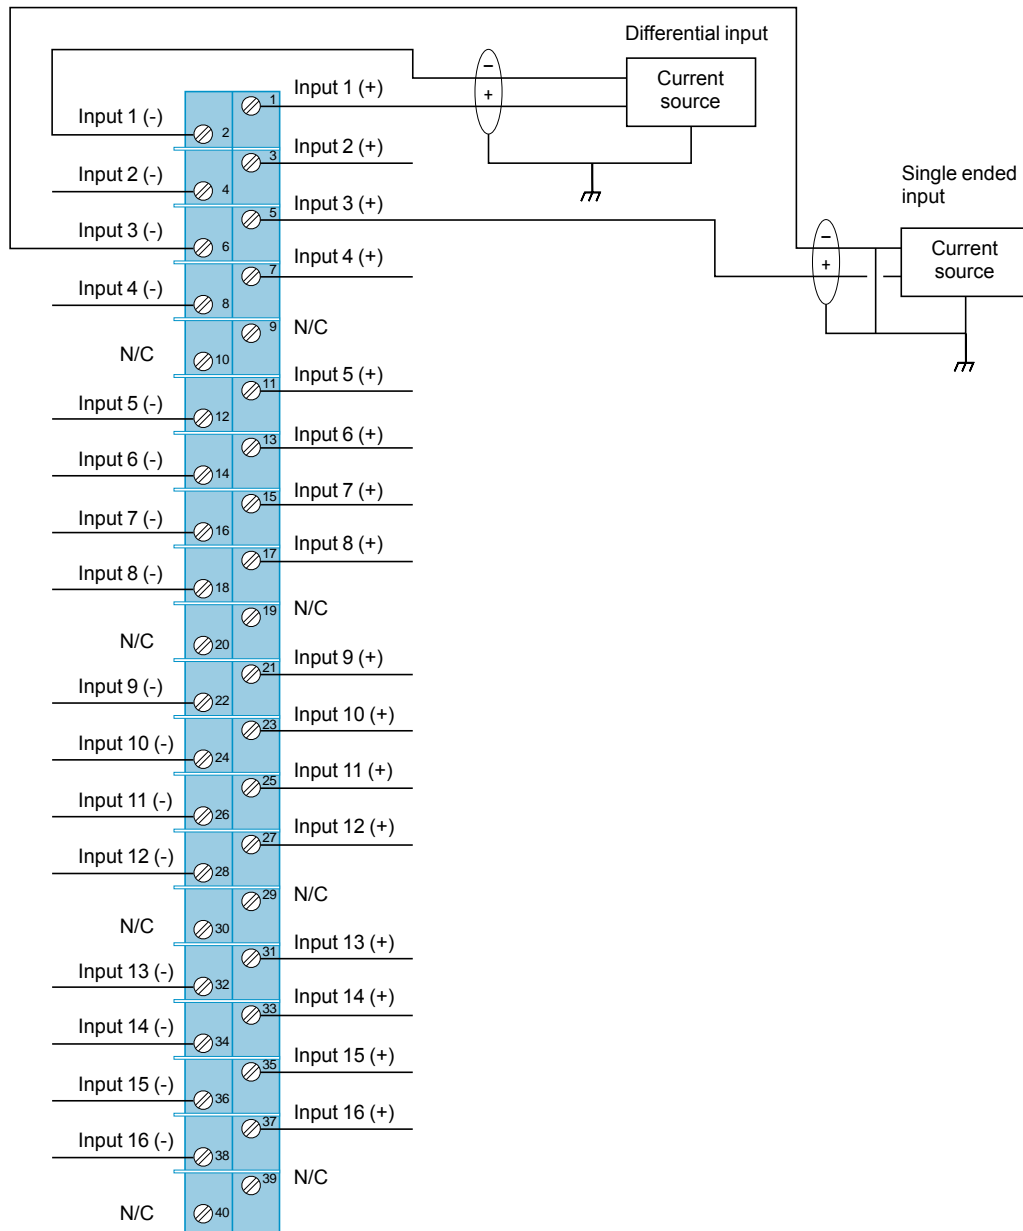 Differential input
Current
source
−
+
Input 1 (+)
1
Input 1 (-)
2
Input 2 (+)
3
Input 2 (-)
4
Single ended
input
Current
source
−
+
Input 3 (+)
5
Input 3 (-)
6
Input 4 (+)
7
Input 4 (-)
8
N/C
9
N/C
10
Input 5 (+)
11
Input 5 (-)
12
Input 6 (+)
13
Input 6 (-)
14
Input 7 (+)
15
Input 7 (-)
16
Input 8 (+)
17
Input 8 (-)
18
N/C
19
N/C
20
Input 9 (+)
21
Input 9 (-)
22
Input 10 (+)
23
Input 10 (-)
24
Input 11 (+)
25
Input 11 (-)
26
Input 12 (+)
27
Input 12 (-)
28
N/C
29
N/C
30
Input 13 (+)
31
Input 13 (-)
32
Input 14 (+)
33
Input 14 (-)
34
Input 15 (+)
35
Input 15 (-)
36
Input 16 (+)
37
Input 16 (-)
38
N/C
39
N/C
40